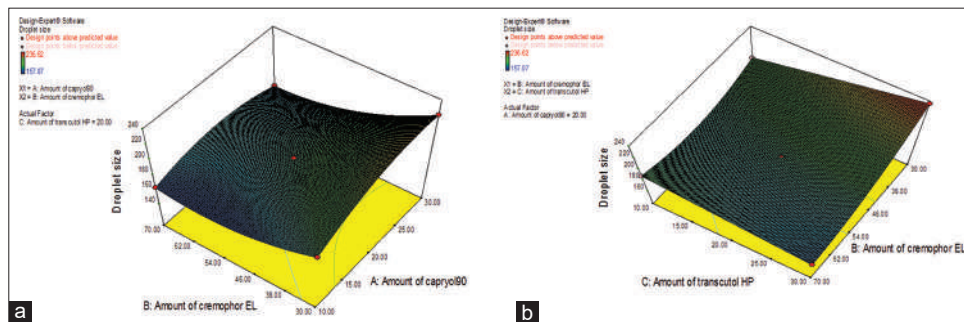 Design-Expert® Software
Droplet size
Design points above predicted value
Design points below predicted value
236.62
157.87
X1 = A: Amount of capryol90
X2 = B: Amount of cremophor EL
Actual Factor
C: Amount of transcutol HP = 20.00
Droplet size
240
220
200
180
160
140
70.00
62.00
54.00
46.00
38.00
30.00
10.00
15.00
20.00
25.00
30.00
B: Amount of cremophor EL
A: Amount of capryol90
a
Design-Expert® Software
Droplet size
Design points above predicted value
Design points below predicted value
236.62
157.87
X1 = B: Amount of cremophor EL
X2 = C: Amount of transcutol HP
Actual Factor
A: Amount of capryol90 = 20.00
Droplet size
240
220
200
180
160
10.00
15.00
20.00
25.00
30.00
70.00
62.00
54.00
46.00
38.00
30.00
C: Amount of transcutol HP
B: Amount of cremophor EL
b